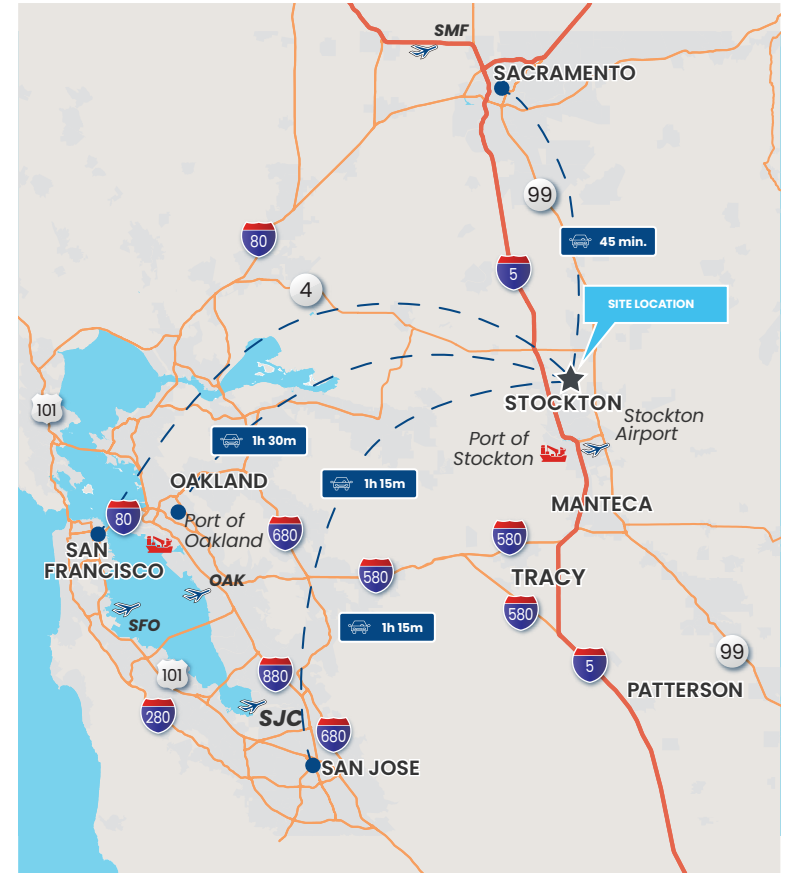 SMF
SACRAMENTO
99
80
45 min.
5
4
SITE LOCATION
101
STOCKTON
Stockton
Airport
1h 30m
Port of
Stockton
OAKLAND
1h 15m
MANTECA
80
Port of
Oakland
680
580
SAN
FRANCISCO
OAK
580
TRACY
580
SFO
1h 15m
99
5
101
880
PATTERSON
280
SJC
680
SAN JOSE